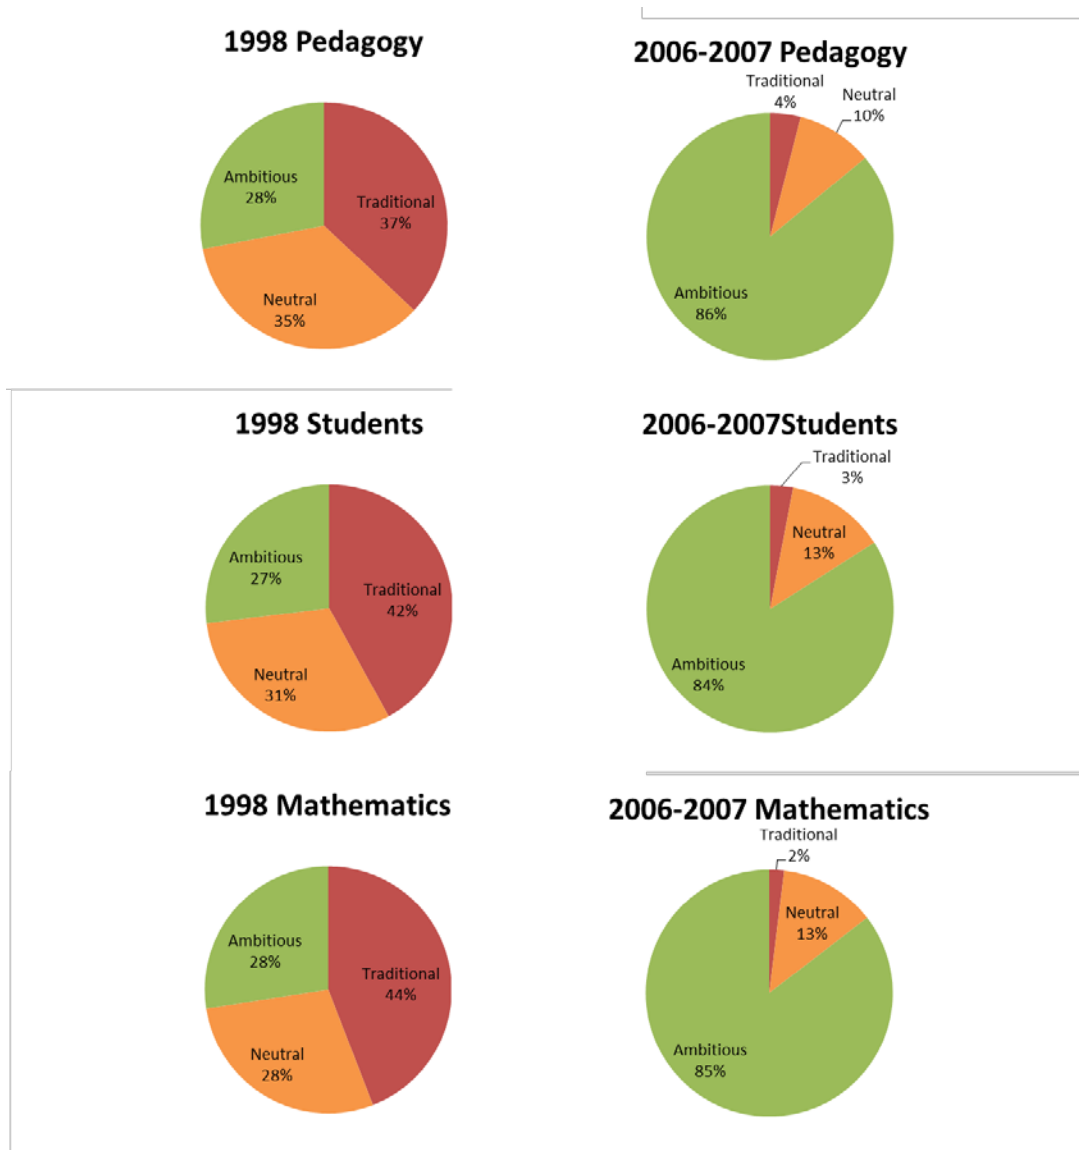 1998 Pedagogy
Ambitious
28%
Traditional
37%
Neutral
35%
2006-2007 Pedagogy
Traditional
4%
Neutral
10%
Ambitious
86%
1998 Students
Ambitious
27%
Traditional
42%
Neutral
31%
2006-2007Students
Traditional
3%
Neutral
13%
Ambitious
84%
1998 Mathematics
Ambitious
28%
Traditional
44%
Neutral
28%
2006-2007 Mathematics
Traditional
2%
Neutral
13%
Ambitious
85%